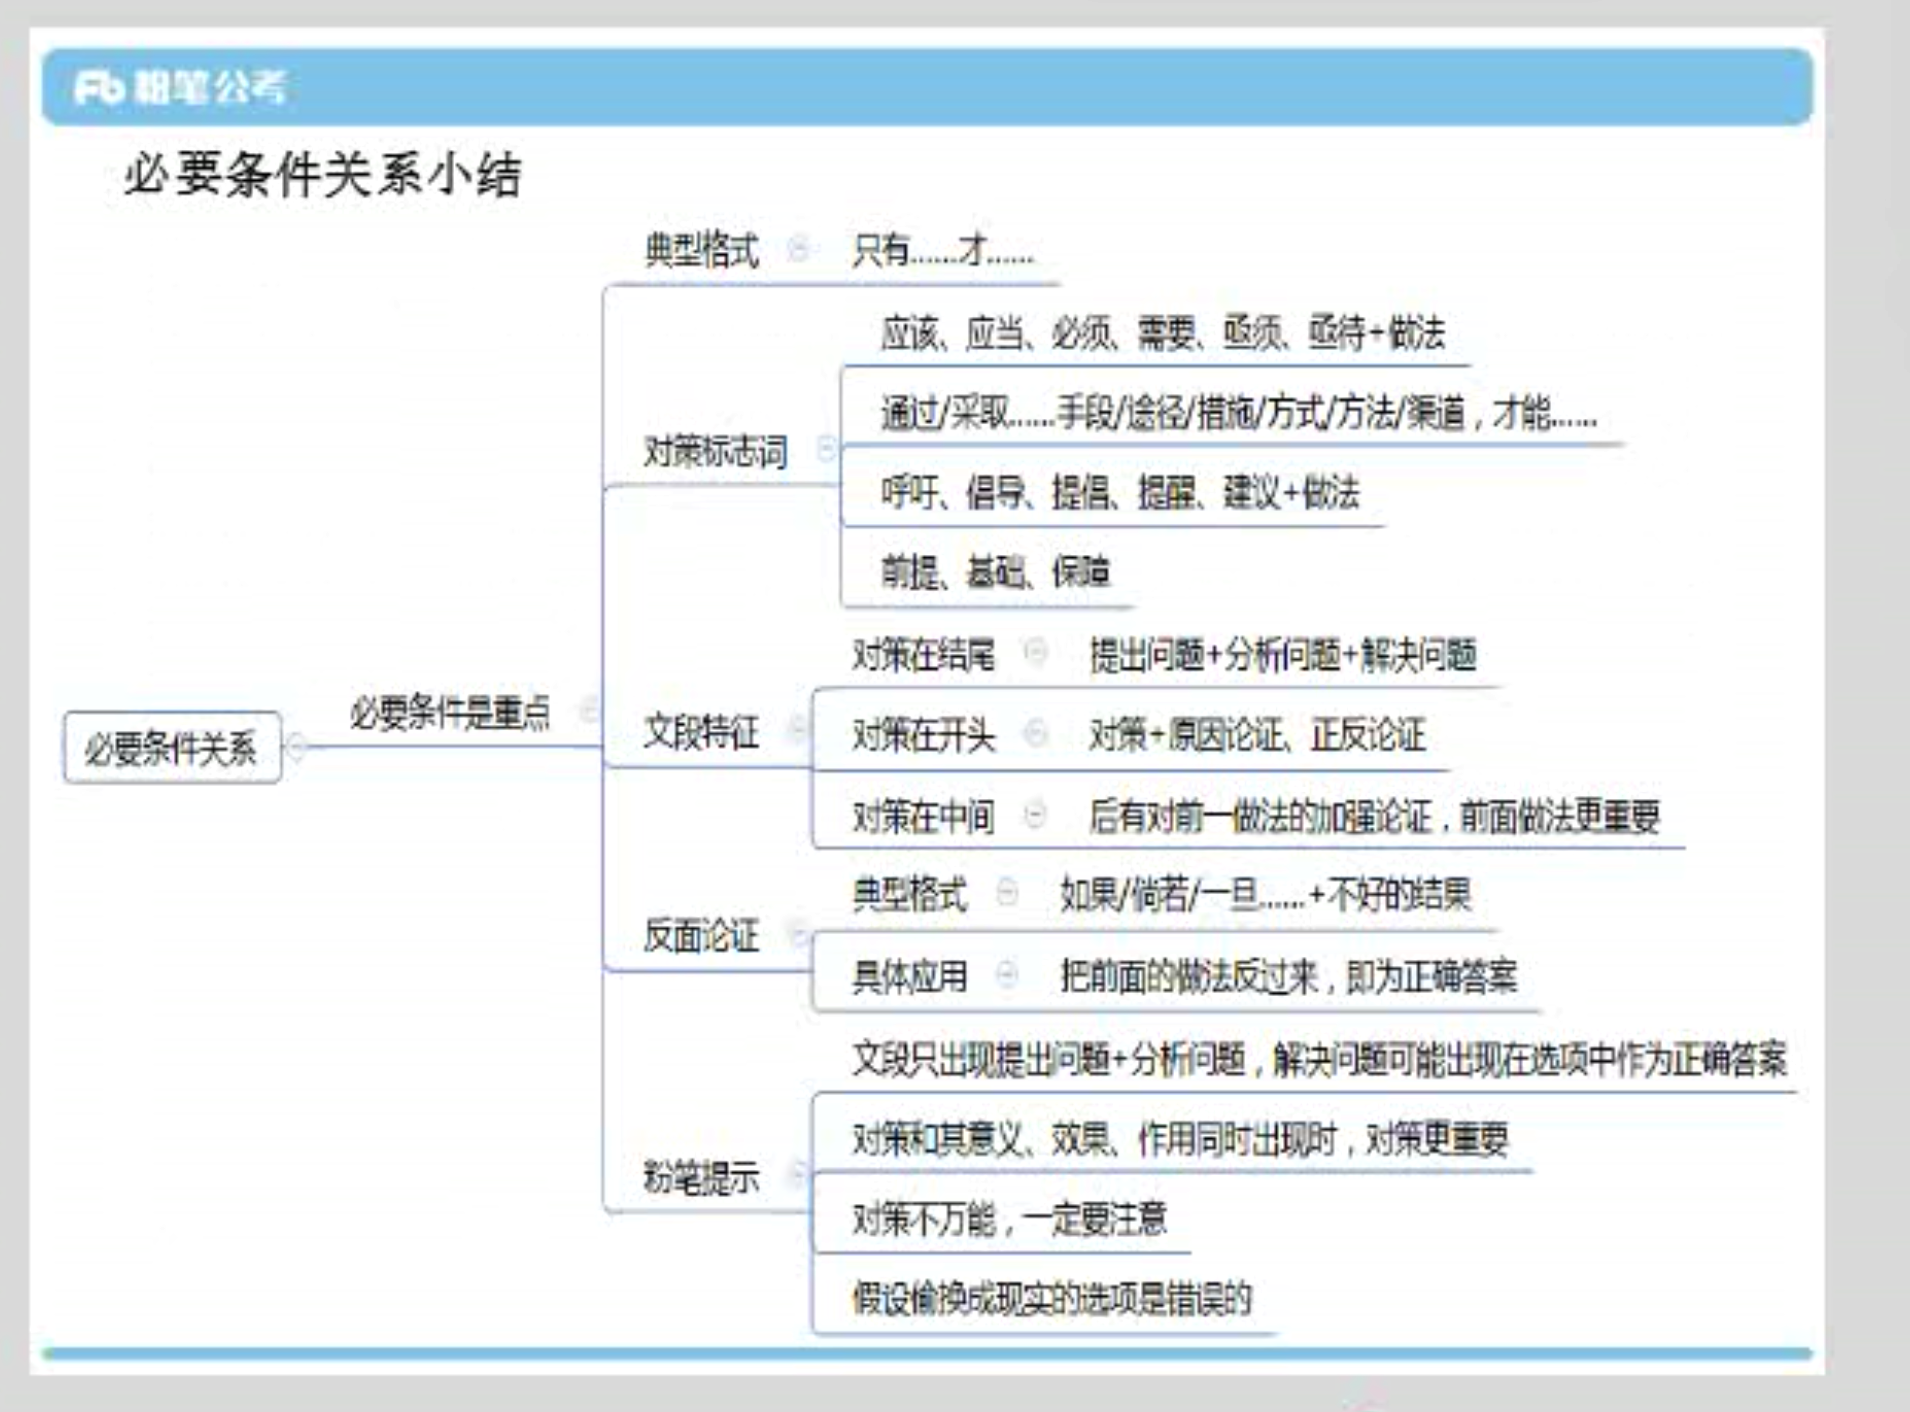 Fb 粉笔公考
必要条件关系小结
典型格式 只有……才……
应该、应当、必须、需要、亟须、亟待+做法
通过/采取……手段/途径/措施/方式/方法/渠道，才能……
对策标志词
呼吁、倡导、提倡、提醒、建议+做法
前提、基础、保障
对策在结尾 提出问题+分析问题+解决问题
必要条件关系 必要条件是重点
文段特征
对策在开头 对策+原因论证、正反论证
对策在中间 后有对前一做法的加强论证，前面做法更重要
典型格式 如果/倘若/一旦……+不好的结果
反面论证
具体应用 把前面的做法反过来，即为正确答案
文段只出现提出问题+分析问题，解决问题可能出现在选项中作为正确答案
对策和其意义、效果、作用同时出现时，对策更重要
粉笔提示
对策不万能，一定要注意
假设偷换成现实的选项是错误的